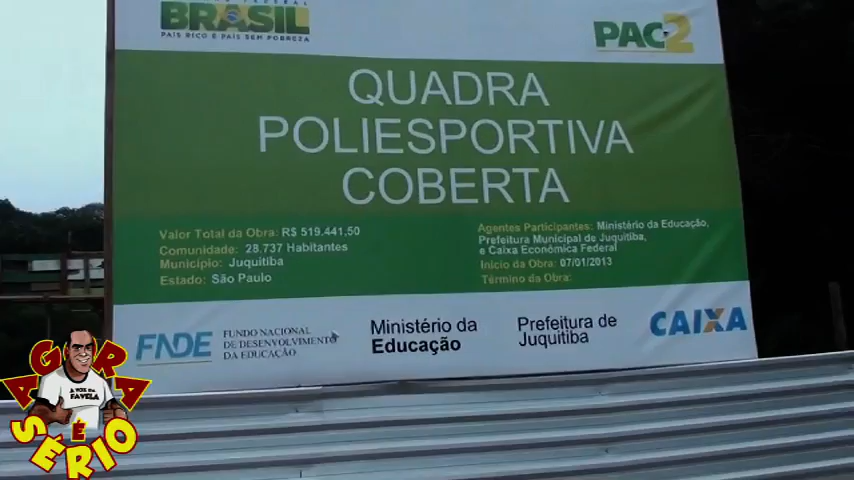 BRASIL
PAÍS RICO É PAÍS SEM POBREZA
PAC2
QUADRA
POLIESPORTIVA
COBERTA
Valor Total da Obra: R$ 519.441,50
Comunidade: 28.737 Habitantes
Município: Juquitiba
Estado: São Paulo
Agentes Participantes: Ministério da Educação,
Prefeitura Municipal de Juquitiba,
e Caixa Econômica Federal
Início da Obra: 07/01/2013
Término da Obra:
FNDE
FUNDO NACIONAL
DE DESENVOLVIMENTO
DA EDUCAÇÃO
Ministério da
Educação
Prefeitura de
Juquitiba
CAIXA
AGORA
A VOZ DA
FAVELA
É
SÉRIO